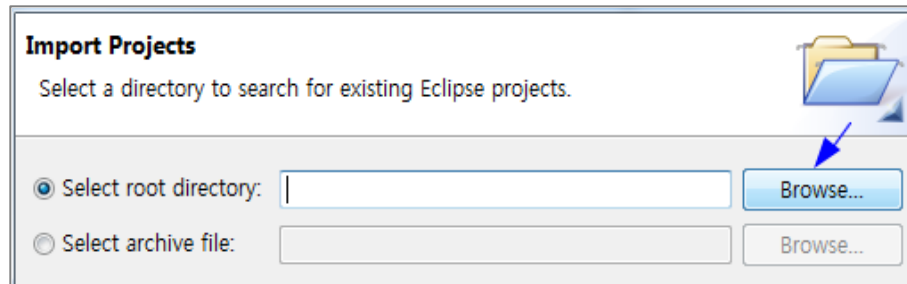 Import Projects
Select a directory to search for existing Eclipse projects.
Select root directory: Browse...
Select archive file: Browse...